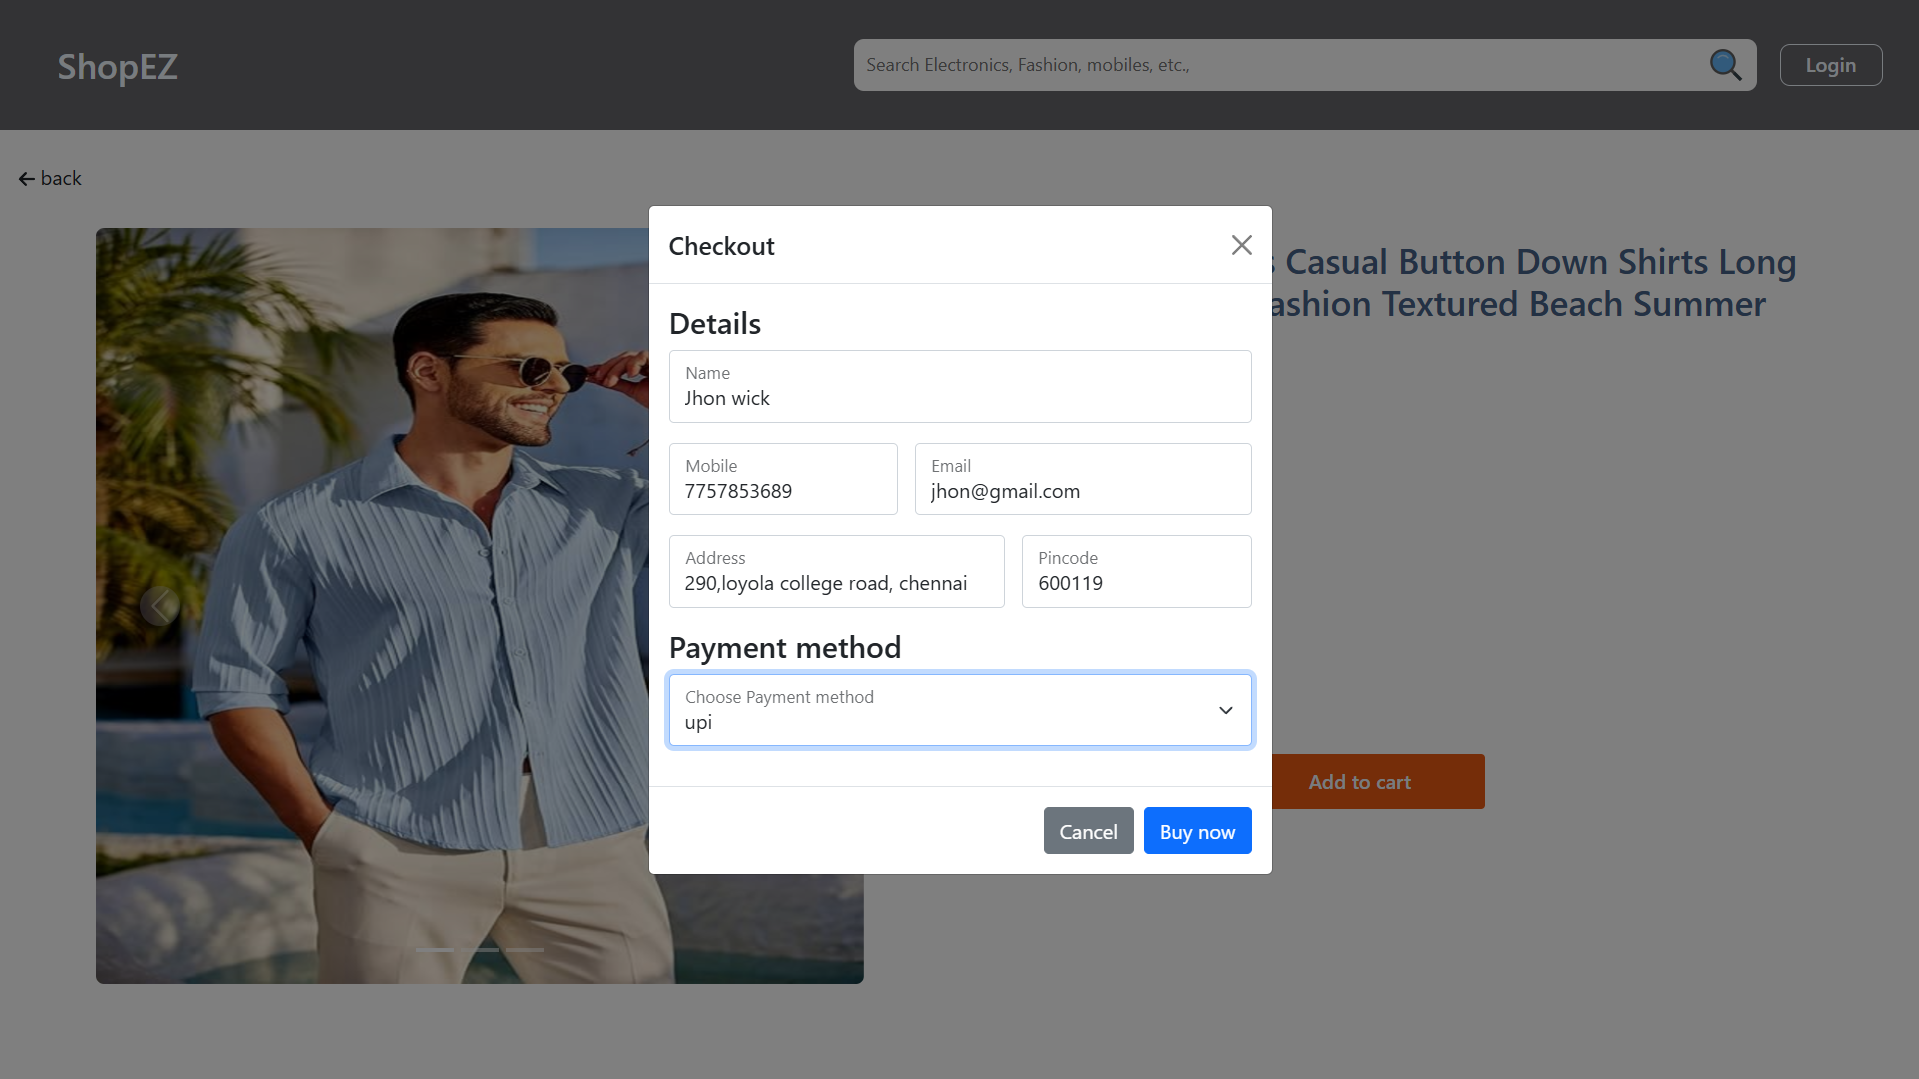 ShopEZ
Search Electronics, Fashion, mobiles, etc.,
Login
back
Casual Button Down Shirts Long
ashion Textured Beach Summer
Checkout
Details
Name
Jhon wick
Mobile
7757853689
Email
jhon@gmail.com
Address
290,loyola college road, chennai
Pincode
600119
Payment method
Choose Payment method
upi
Add to cart
Cancel
Buy now